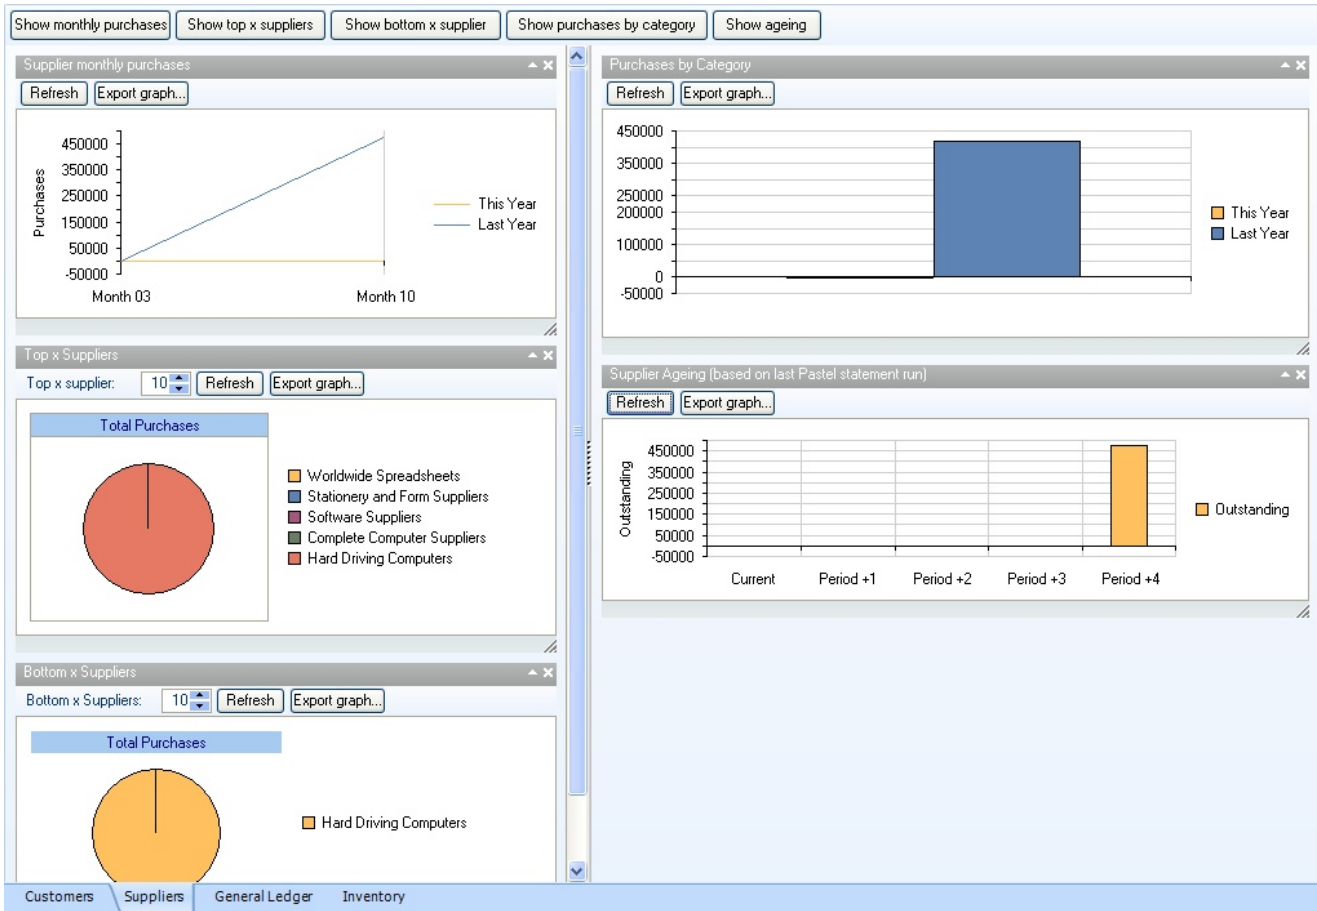 Show monthly purchases Show top x suppliers Show bottom x supplier Show purchases by category Show ageing
Supplier monthly purchases
Refresh Export graph...
450000
350000
250000
150000
50000
-50000
Purchases
Month 03 Month 10
This Year
Last Year
Top x Suppliers
Top x supplier: 10 Refresh Export graph...
Total Purchases
Worldwide Spreadsheets
Stationery and Form Suppliers
Software Suppliers
Complete Computer Suppliers
Hard Driving Computers
Bottom x Suppliers
Bottom x Suppliers: 10 Refresh Export graph...
Total Purchases
Hard Driving Computers
Purchases by Category
Refresh Export graph...
450000
350000
250000
200000
100000
0
-50000
This Year
Last Year
Supplier Ageing (based on last Pastel statement run)
Refresh Export graph...
450000
350000
250000
150000
50000
-50000
Outstanding
Current Period +1 Period +2 Period +3 Period +4
Outstanding
Customers Suppliers General Ledger Inventory